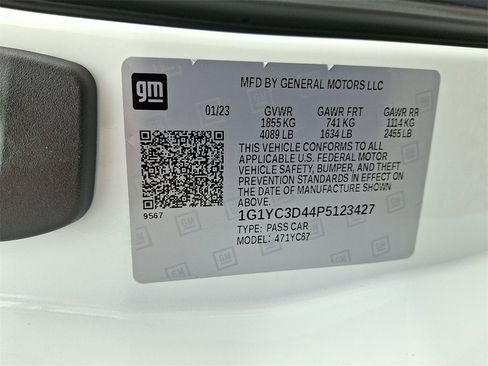 gm
MFD BY GENERAL MOTORS LLC
01/23 GVWR GAWR FRT GAWR RR
1855 KG 741 KG 1114 KG
4089 LB 1634 LB 2455 LB
THIS VEHICLE CONFORMS TO ALL
APPLICABLE U.S. FEDERAL MOTOR
VEHICLE SAFETY, BUMPER, AND THEFT
PREVENTION STANDARDS IN EFFECT ON
THE DATE OF MANUFACTURE SHOWN
ABOVE.
9567
1G1YC3D44P5123427
TYPE: PASS CAR
MODEL: 471YC67